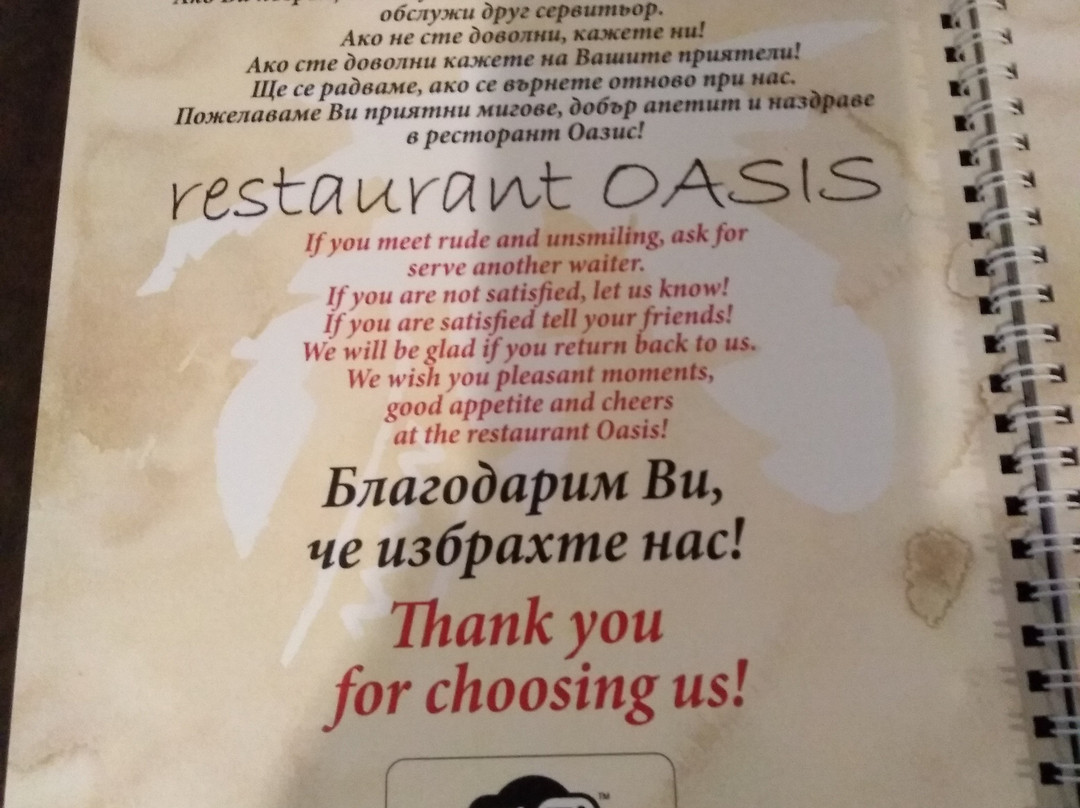 обслужи друг сервитьор.
Ако не сте доволни, кажете ни!
Ако сте доволни кажете на Вашите приятели!
Ще се радваме, ако се върнете отново при нас.
Пожелаваме Ви приятни мигове, добър апетит и наздраве
в ресторант Оазис!
restaurant OASIS
If you meet rude and unsmiling, ask for
serve another waiter.
If you are not satisfied, let us know!
If you are satisfied tell your friends!
We will be glad if you return back to us.
We wish you pleasant moments,
good appetite and cheers
at the restaurant Oasis!
Благодарим Ви,
че избрахте нас!
Thank you
for choosing us!
TM